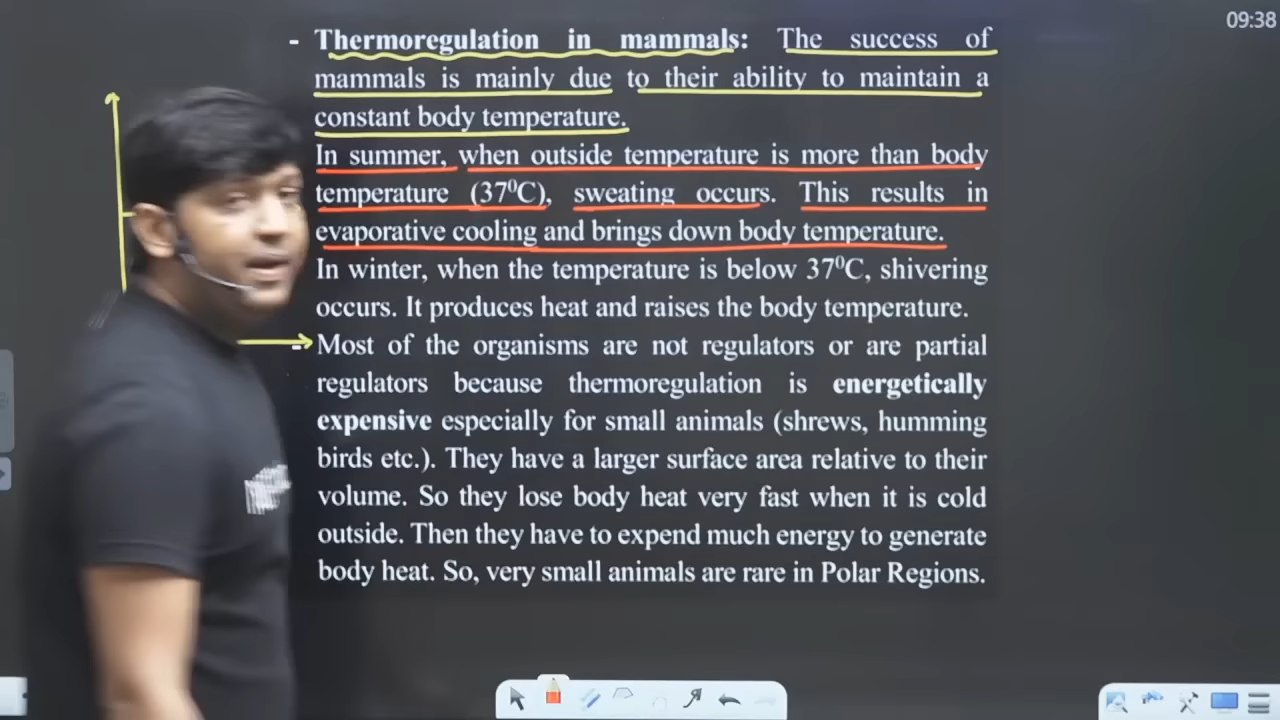 09:38
- Thermoregulation in mammals: The success of
mammals is mainly due to their ability to maintain a
constant body temperature.
In summer, when outside temperature is more than body
temperature (37⁰C), sweating occurs. This results in
evaporative cooling and brings down body temperature.
In winter, when the temperature is below 37⁰C, shivering
occurs. It produces heat and raises the body temperature.
- Most of the organisms are not regulators or are partial
regulators because thermoregulation is energetically
expensive especially for small animals (shrews, humming
birds etc.). They have a larger surface area relative to their
volume. So they lose body heat very fast when it is cold
outside. Then they have to expend much energy to generate
body heat. So, very small animals are rare in Polar Regions.